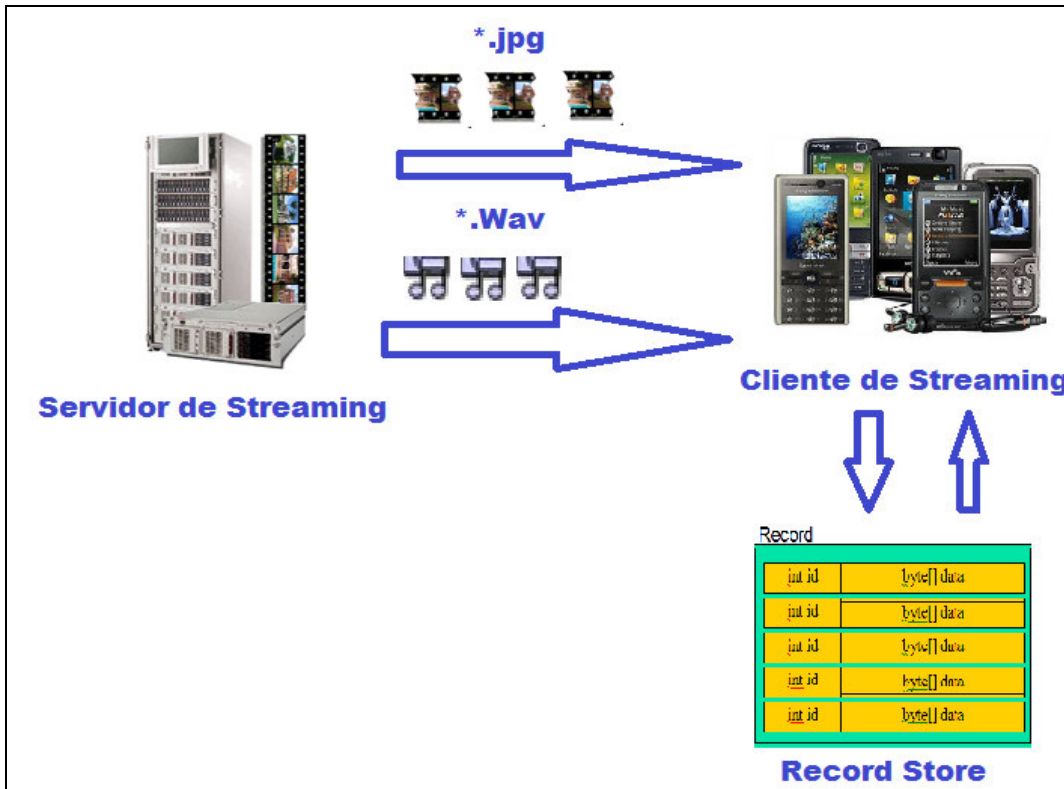 *.jpg
*.Wav
Servidor de Streaming
Cliente de Streaming
Record
int id byte[] data
int id byte[] data
int id byte[] data
int id byte[] data
int id byte[] data
Record Store